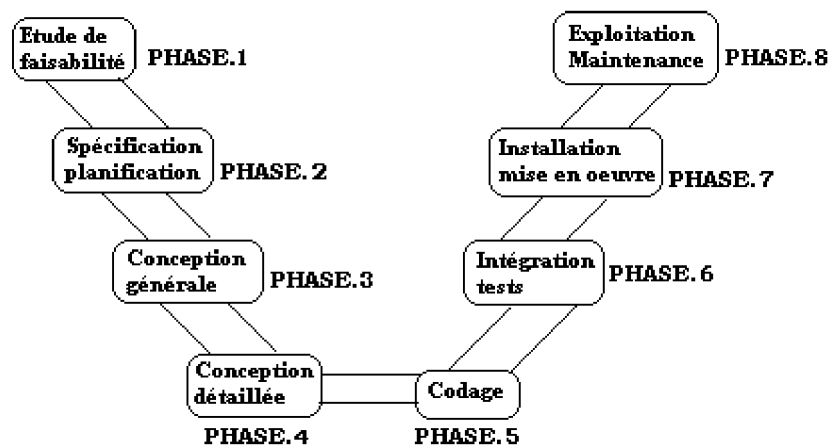 Etude de
faisabilité
PHASE.1
Spécification
planification
PHASE.2
Conception
générale
PHASE.3
Conception
détaillée
PHASE.4
Codage
PHASE.5
Intégration
tests
PHASE.6
Installation
mise en oeuvre
PHASE.7
Exploitation
Maintenance
PHASE.8